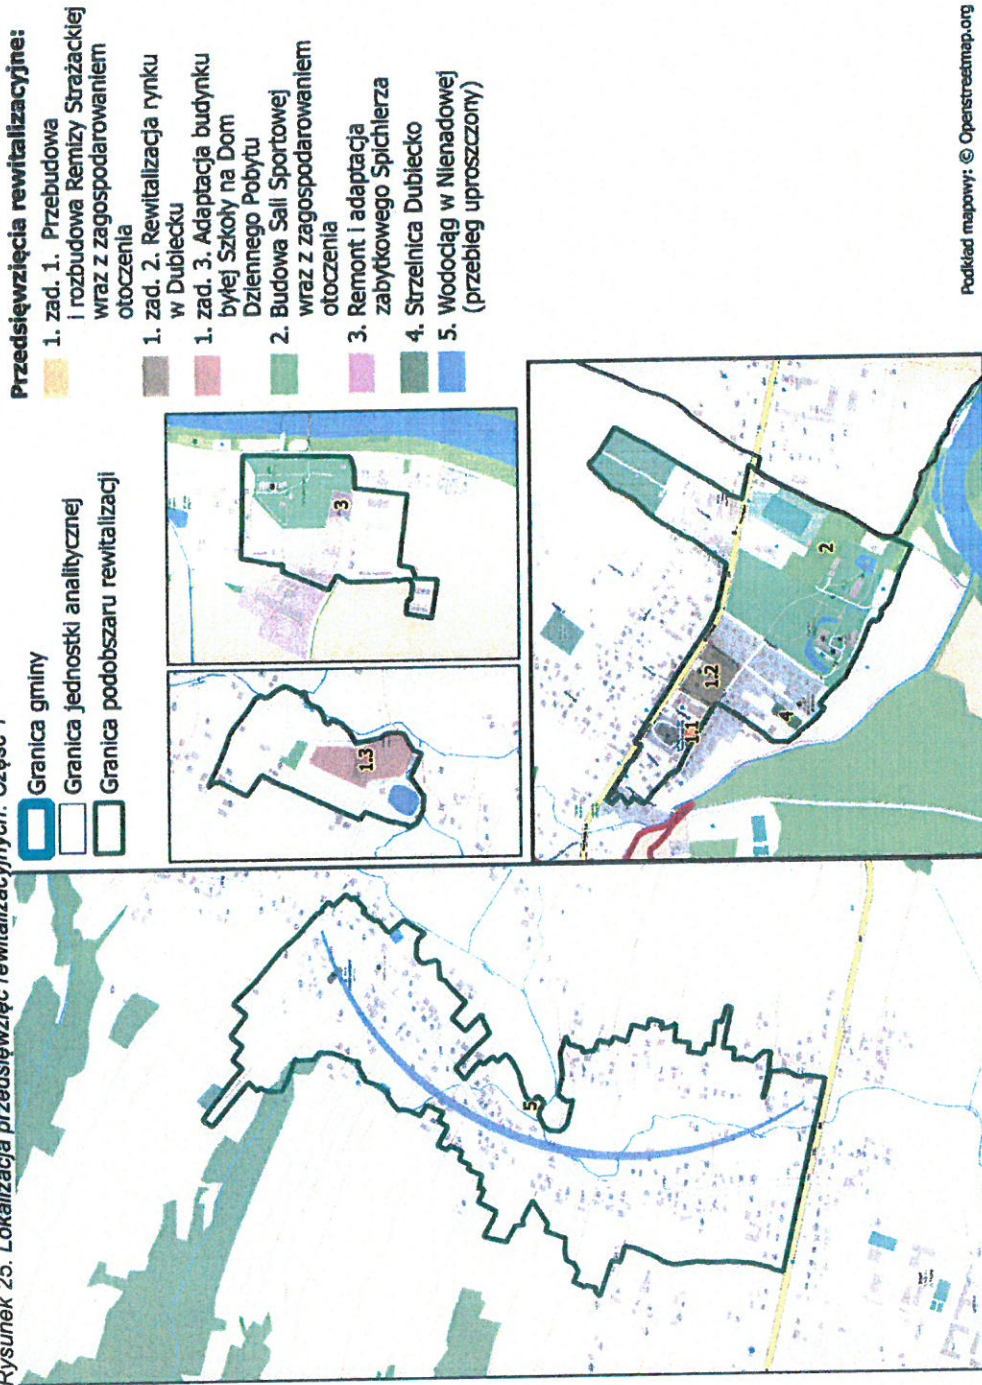 Rysunek 25. Lokalizacja przedsięwzięć rewitalizacyjnych. Część 1
Granica gminy
Granica jednostki analitycznej
Granica podobszaru rewitalizacji
Przedsięwzięcia rewitalizacyjne:
1. zad. 1. Przebudowa
i rozbudowa Remizy Strażackiej
wraz z zagospodarowaniem
otoczenia
1. zad. 2. Rewitalizacja rynku
w Dubiecku
1. zad. 3. Adaptacja budynku
byłej Szkoły na Dom
Dziennego Pobytu
2. Budowa Sali Sportowej
wraz z zagospodarowaniem
otoczenia
3. Remont i adaptacja
zabytkowego Spichlerza
4. Strzelnica Dubiecko
5. Wodociąg w Nienadowej
(przebieg uproszczony)
5
1.3
3
1.1
1.2
4
2
Podkład mapowy: © Openstreetmap.org